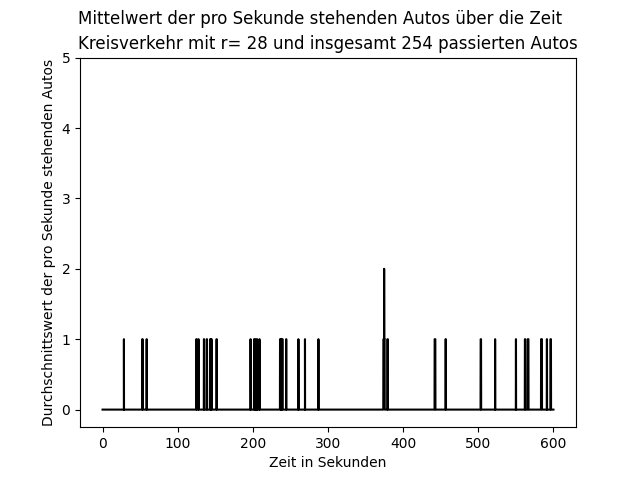 Mittelwert der pro Sekunde stehenden Autos über die Zeit
Kreisverkehr mit r= 28 und insgesamt 254 passierten Autos
Durchschnittswert der pro Sekunde stehenden Autos
5
4
3
2
1
0
0 100 200 300 400 500 600
Zeit in Sekunden